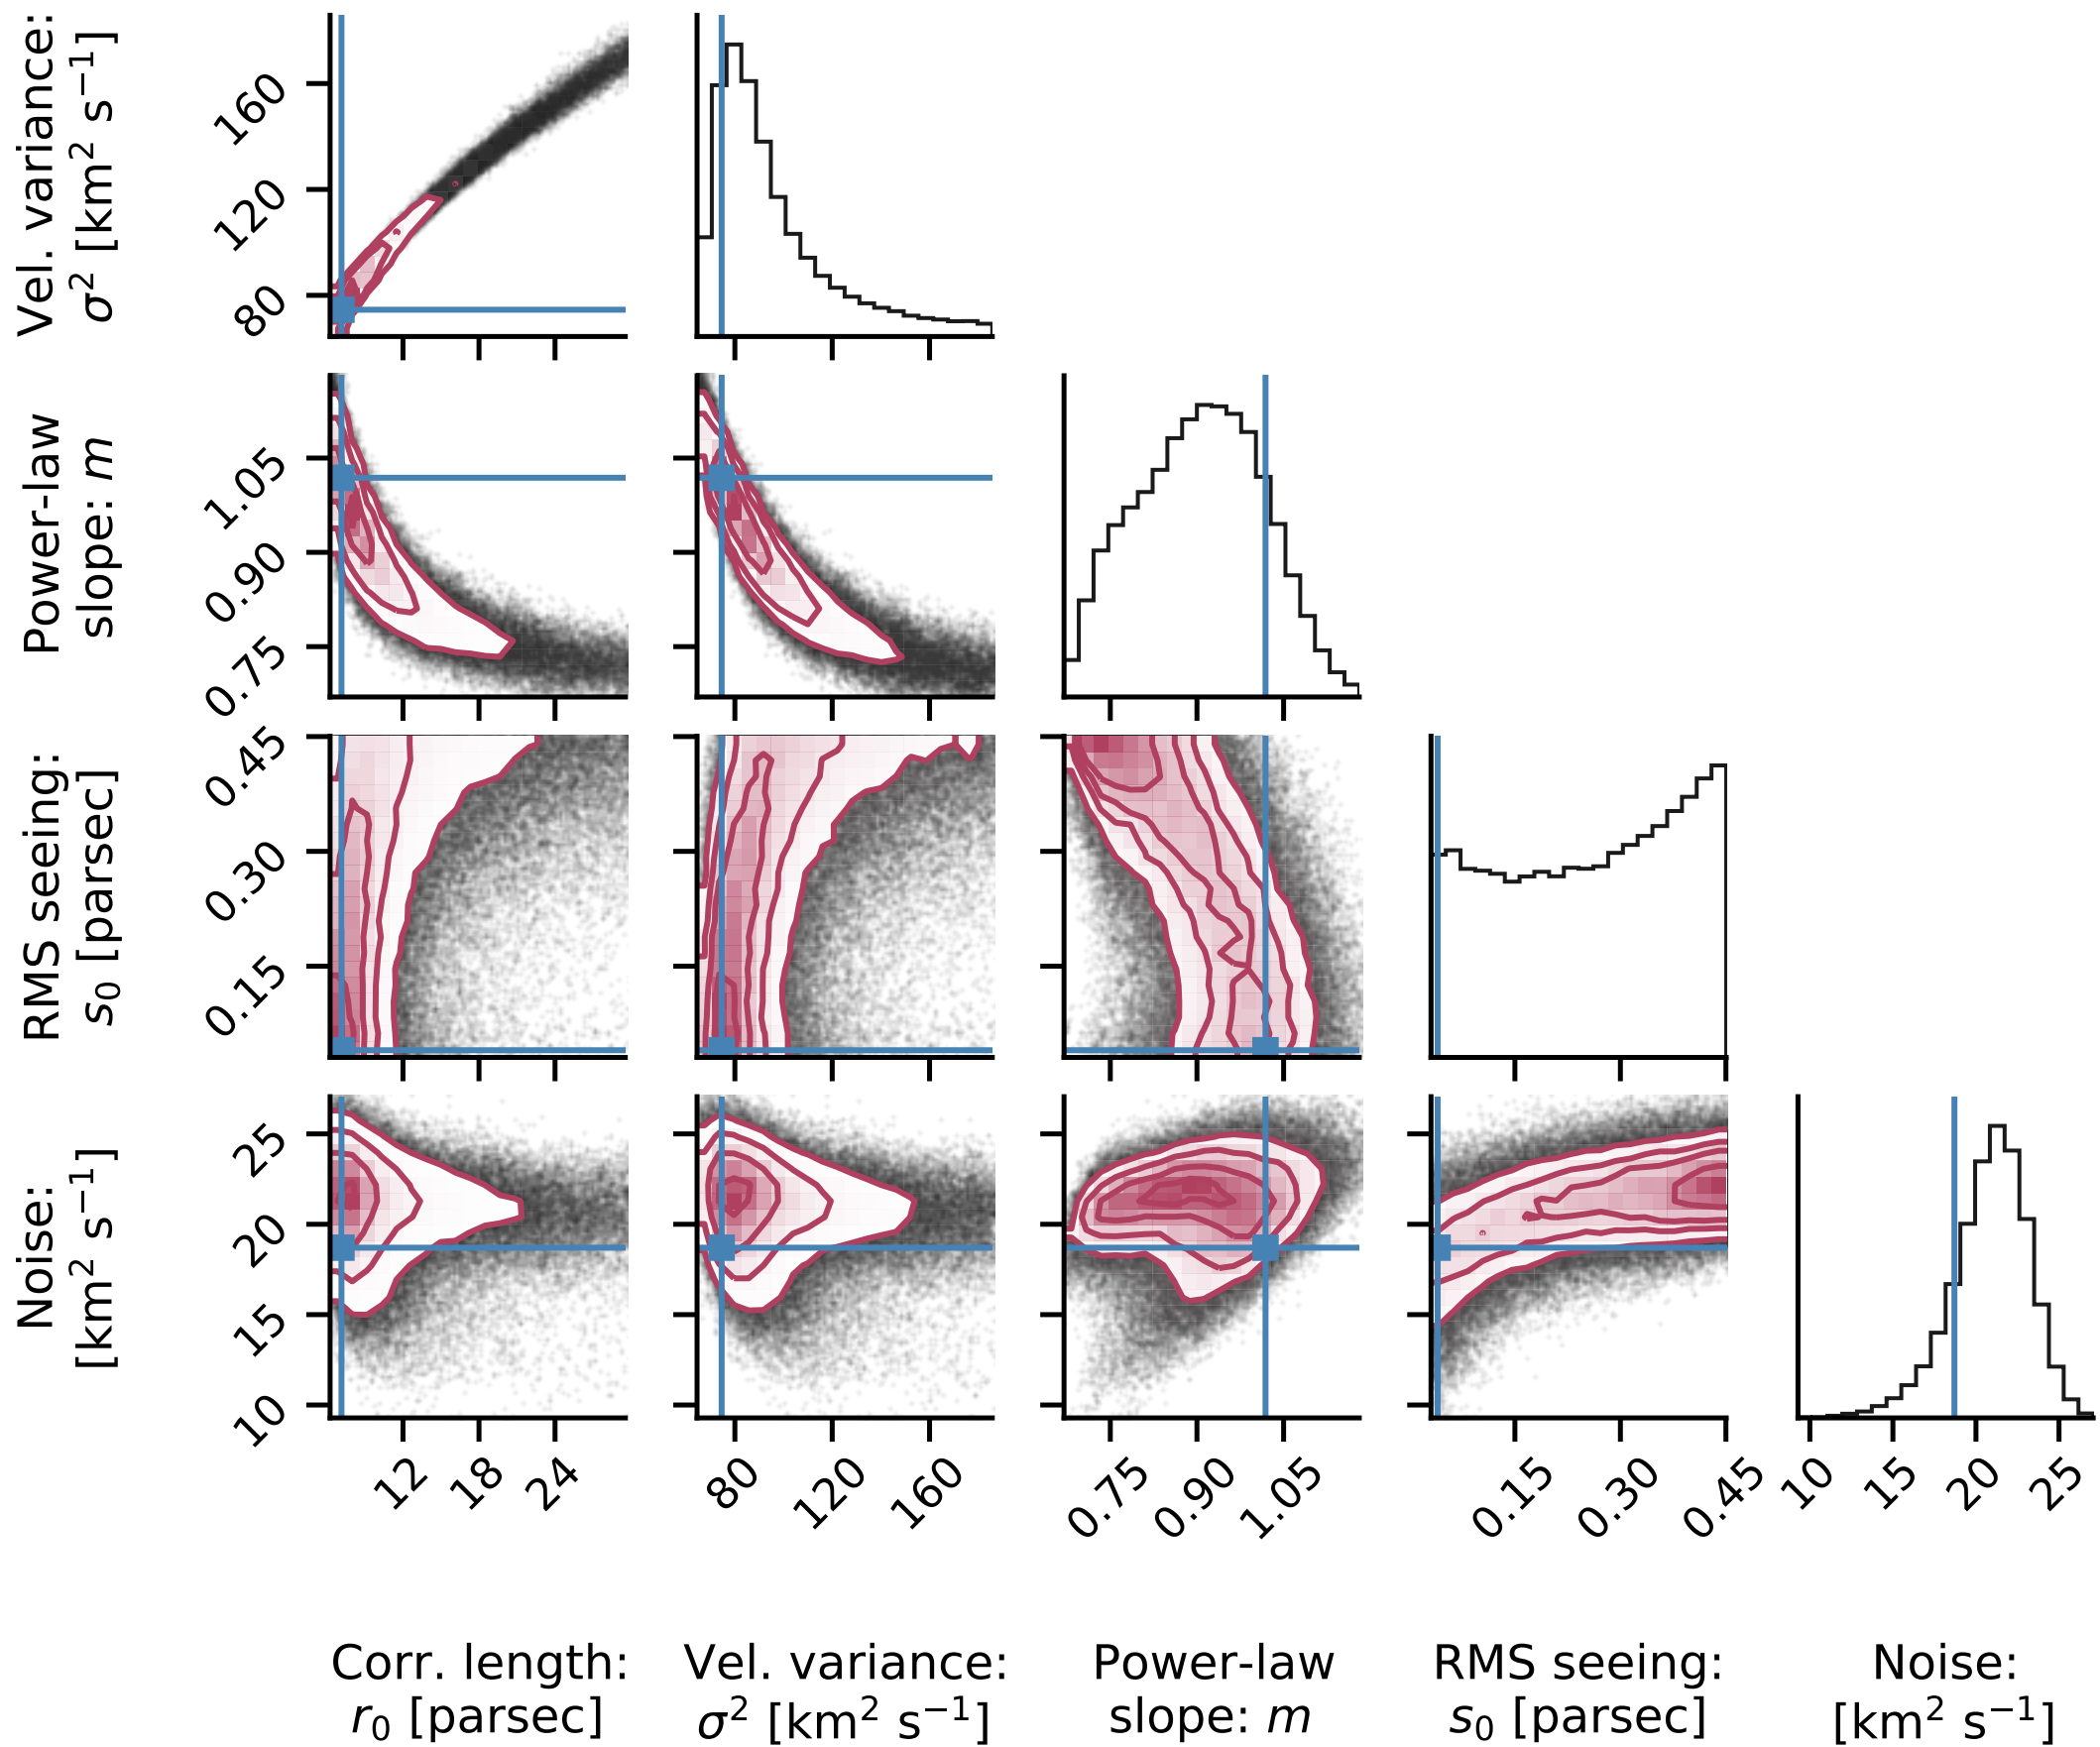 Vel. variance:
σ² [km² s⁻¹]
160
120
80
Power-law
slope: m
1.05
0.90
0.75
RMS seeing:
s₀ [parsec]
0.45
0.30
0.15
Noise:
[km² s⁻¹]
25
20
15
10
12 18 24 80 120 160 0.75 0.90 1.05 0.15 0.30 0.45 10 15 20 25
Corr. length: Vel. variance: Power-law RMS seeing: Noise:
r₀ [parsec] σ² [km² s⁻¹] slope: m s₀ [parsec] [km² s⁻¹]